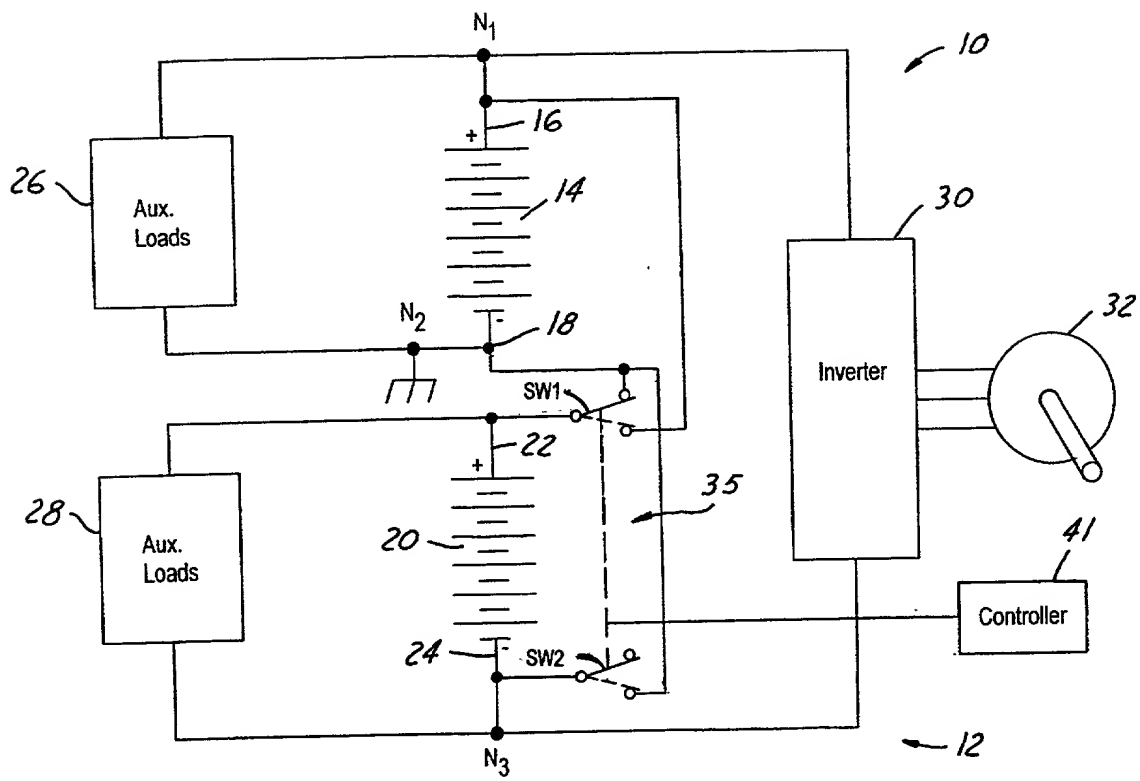 N1
10
+
16
26
Aux.
Loads
14
30
N2
-
18
32
Inverter
SW1
22
+
35
28
Aux.
Loads
20
41
Controller
-
24
SW2
N3
12